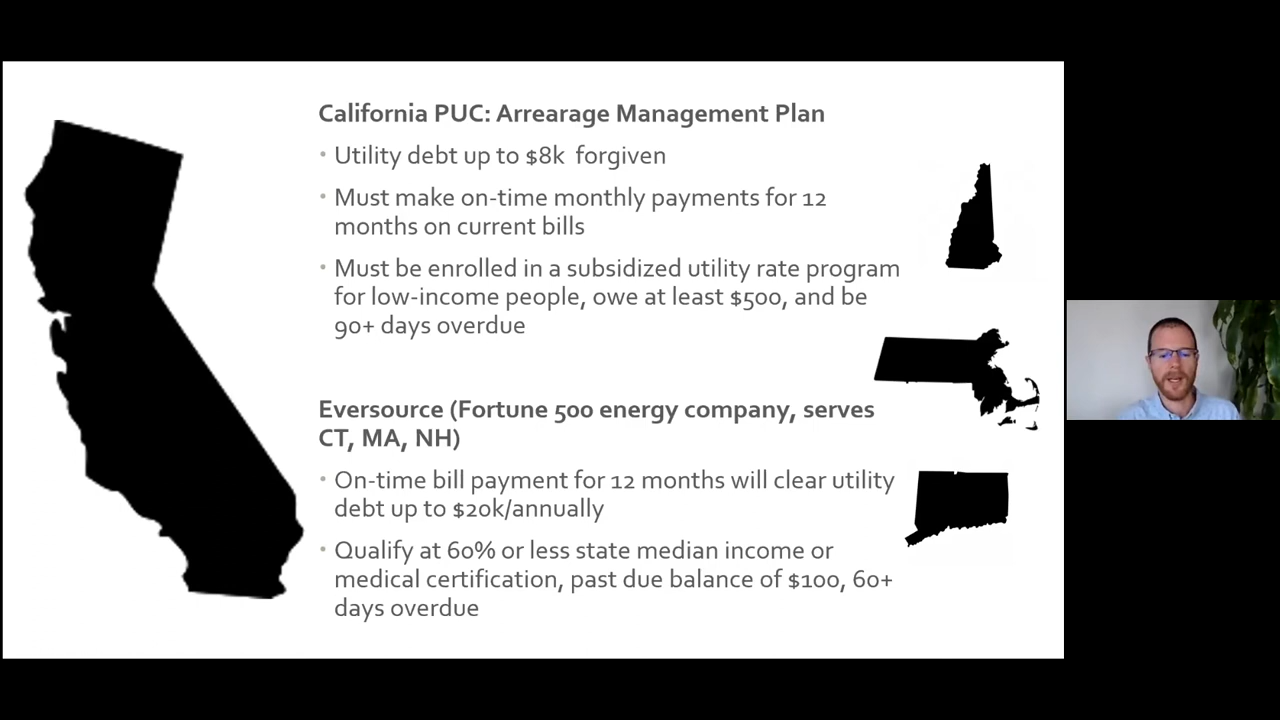 California PUC: Arrearage Management Plan
• Utility debt up to $8k forgiven
• Must make on-time monthly payments for 12
months on current bills
• Must be enrolled in a subsidized utility rate program
for low-income people, owe at least $500, and be
90+ days overdue
Eversource (Fortune 500 energy company, serves
CT, MA, NH)
• On-time bill payment for 12 months will clear utility
debt up to $20k/annually
• Qualify at 60% or less state median income or
medical certification, past due balance of $100, 60+
days overdue